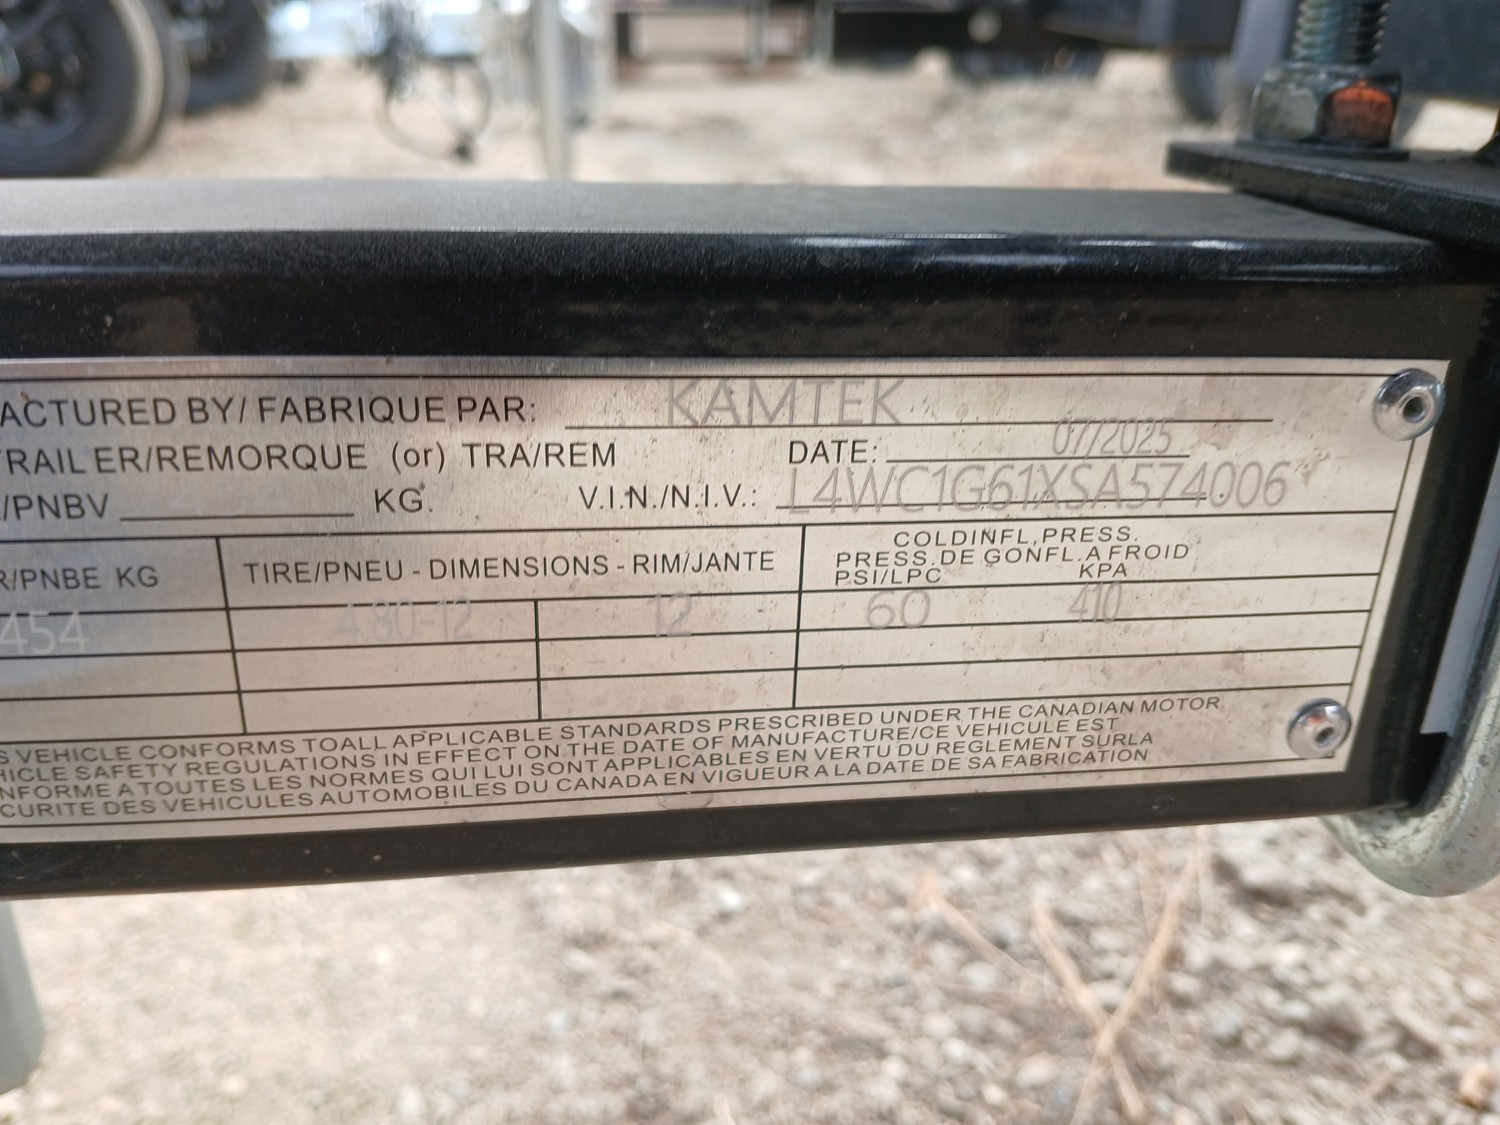 ACTURED BY/ FABRIQUE PAR: KAMTEK
TRAILER/REMORQUE (or) TRA/REM DATE: 07/2025
/PNBV KG. V.I.N./N.I.V.: L4WC1G61XSA574006
R/PNBE KG TIRE/PNEU - DIMENSIONS - RIM/JANTE COLDINFL,PRESS.
PRESS.DE GONFL.A FROID
PSI/LPC KPA
454 4.80-12 12 60 410
S VEHICLE CONFORMS TOALL APPLICABLE STANDARDS PRESCRIBED UNDER THE CANADIAN MOTOR
HICLE SAFETY REGULATIONS IN EFFECT ON THE DATE OF MANUFACTURE/CE VEHICULE EST
NFORME A TOUTES LES NORMES QUI LUI SONT APPLICABLES EN VERTU DU REGLEMENT SURLA
CURITE DES VEHICULES AUTOMOBILES DU CANADA EN VIGUEUR A LA DATE DE SA FABRICATION